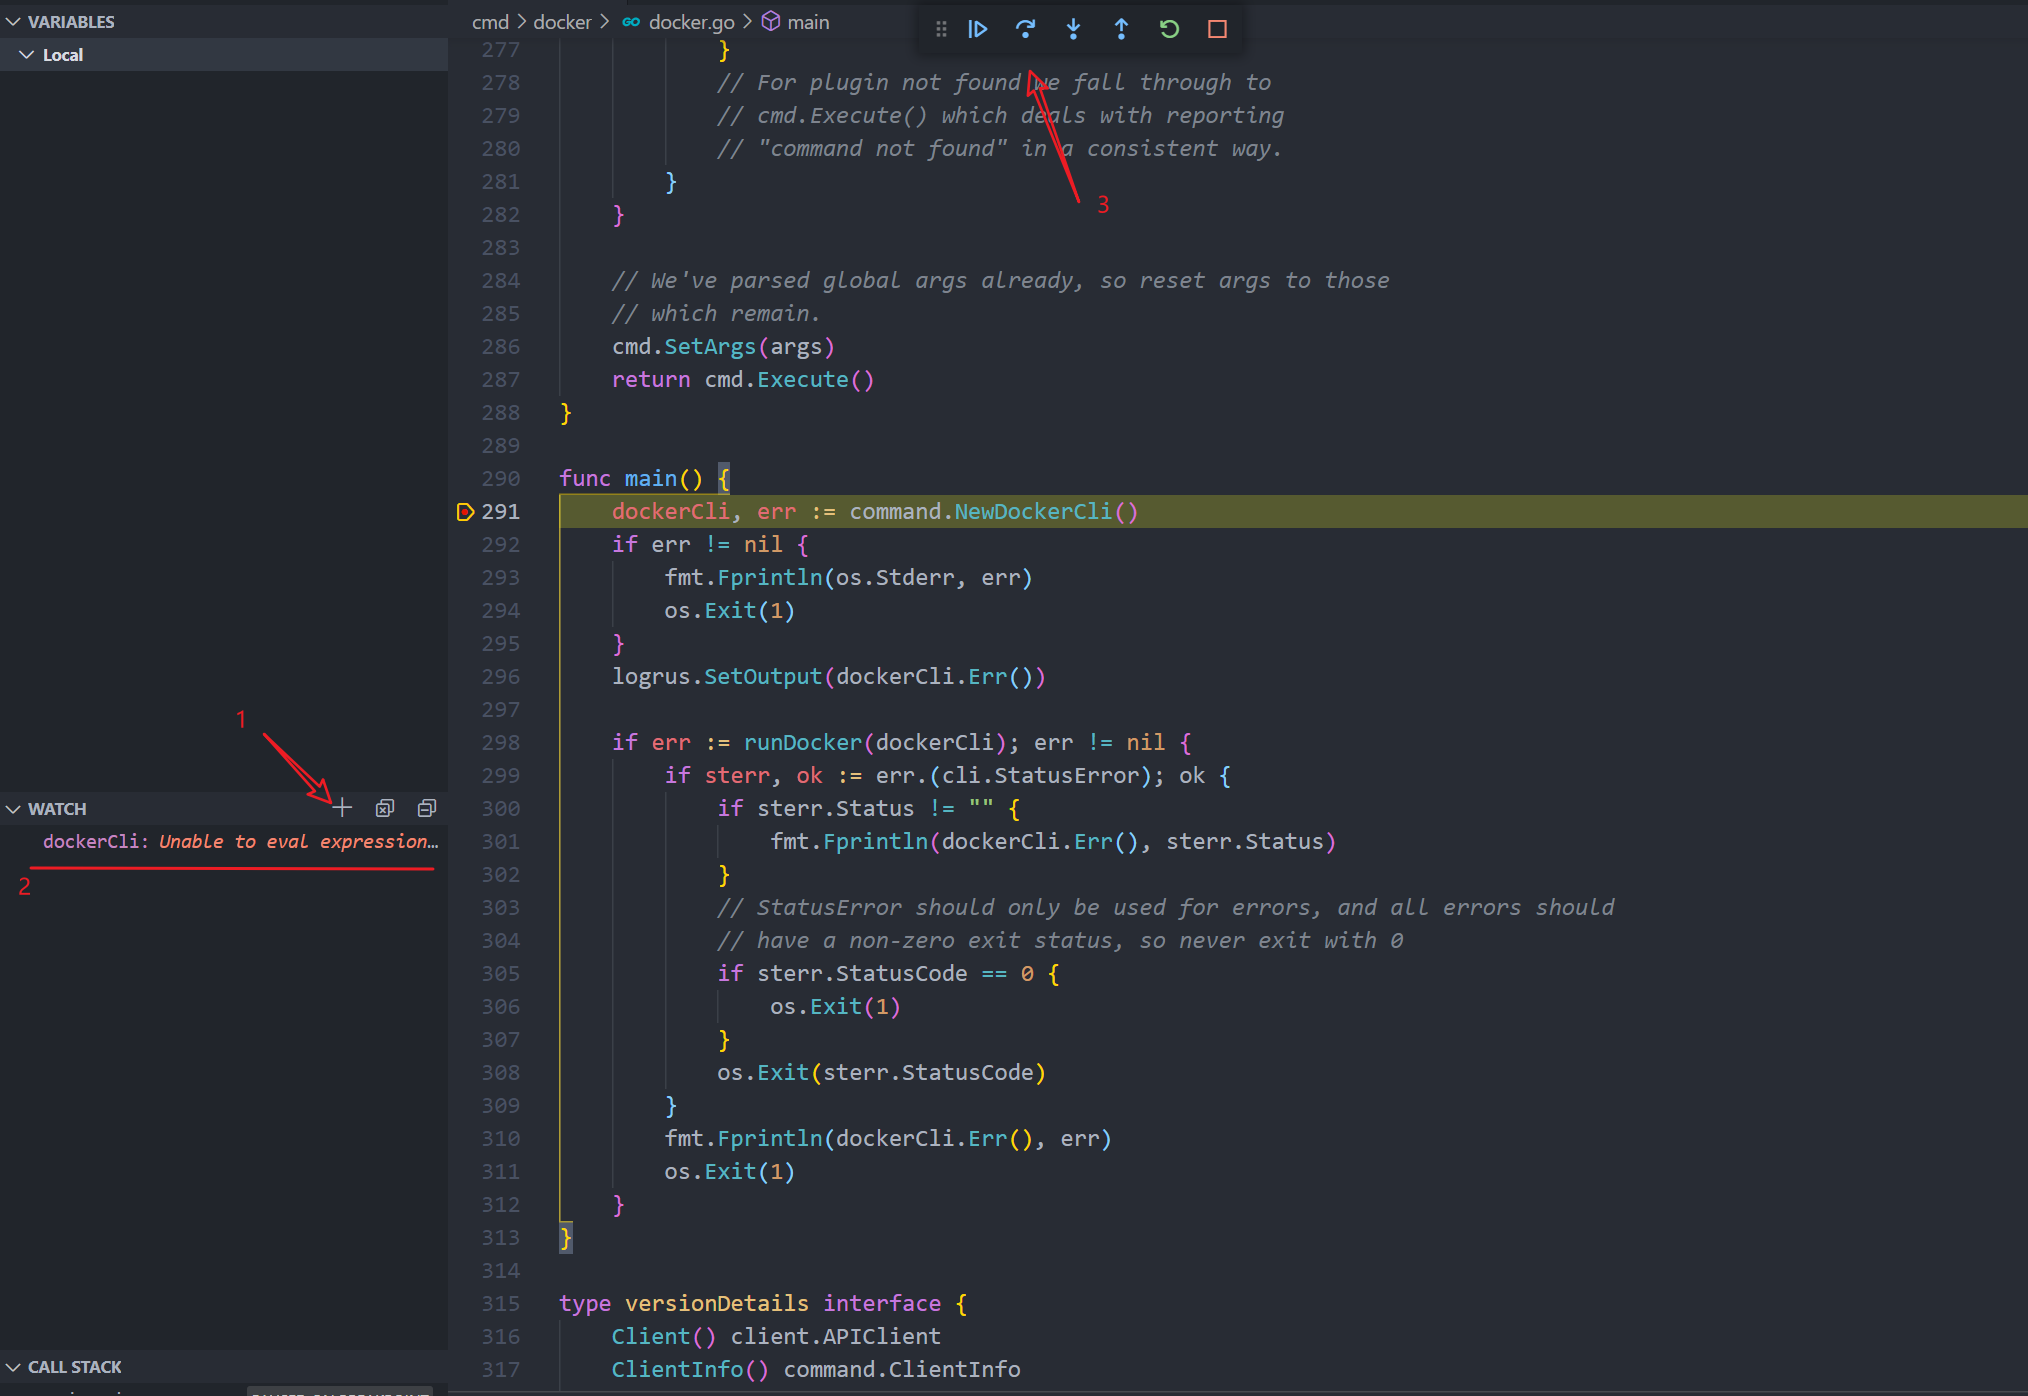 VARIABLES
Local
cmd > docker > GO docker.go > main
277 }
278 // For plugin not found we fall through to
279 // cmd.Execute() which deals with reporting
280 // "command not found" in a consistent way.
281 }
282 }
3
283
284 // We've parsed global args already, so reset args to those
285 // which remain.
286 cmd.SetArgs(args)
287 return cmd.Execute()
288 }
289
290 func main() {
291 dockerCli, err := command.NewDockerCli()
292 if err != nil {
293 fmt.Fprintln(os.Stderr, err)
294 os.Exit(1)
295 }
296 logrus.SetOutput(dockerCli.Err())
297
298 if err := runDocker(dockerCli); err != nil {
299 if sterr, ok := err.(cli.StatusError); ok {
300 if sterr.Status != "" {
301 fmt.Fprintln(dockerCli.Err(), sterr.Status)
302 }
303 // StatusError should only be used for errors, and all errors should
304 // have a non-zero exit status, so never exit with 0
305 if sterr.StatusCode == 0 {
306 os.Exit(1)
307 }
308 os.Exit(sterr.StatusCode)
309 }
310 fmt.Fprintln(dockerCli.Err(), err)
311 os.Exit(1)
312 }
313 }
314
315 type versionDetails interface {
316 Client() client.APIClient
317 ClientInfo() command.ClientInfo
1
WATCH
dockerCli: Unable to eval expression…
2
CALL STACK